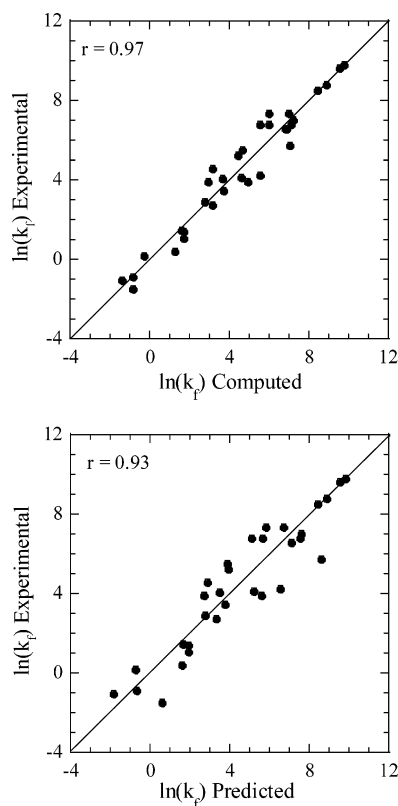 12
r = 0.97
8
4
0
-4
ln(kf) Experimental
-4 0 4 8 12
ln(kf) Computed
12
r = 0.93
8
4
0
-4
ln(kf) Experimental
-4 0 4 8 12
ln(kf) Predicted